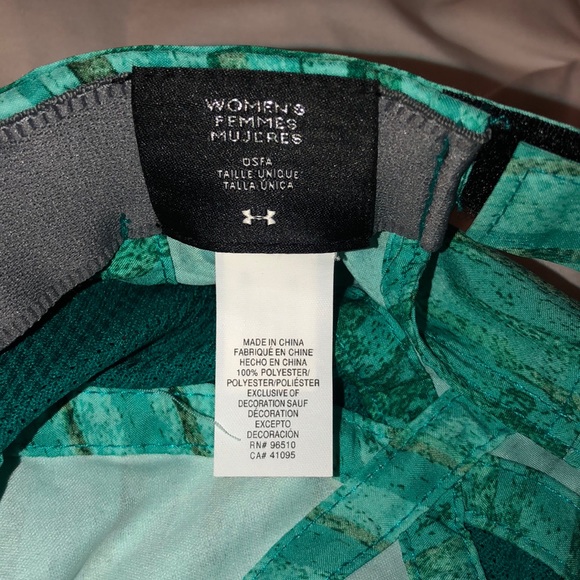 WOMEN'S
FEMMES
MUJERES
OSFA
TAILLE UNIQUE
TALLA ÚNICA
MADE IN CHINA
FABRIQUÉ EN CHINE
HECHO EN CHINA
100% POLYESTER/
POLYESTER/POLIÉSTER
EXCLUSIVE OF
DECORATION SAUF
DÉCORATION
EXCEPTO
DECORACIÓN
RN# 96510
CA# 41095